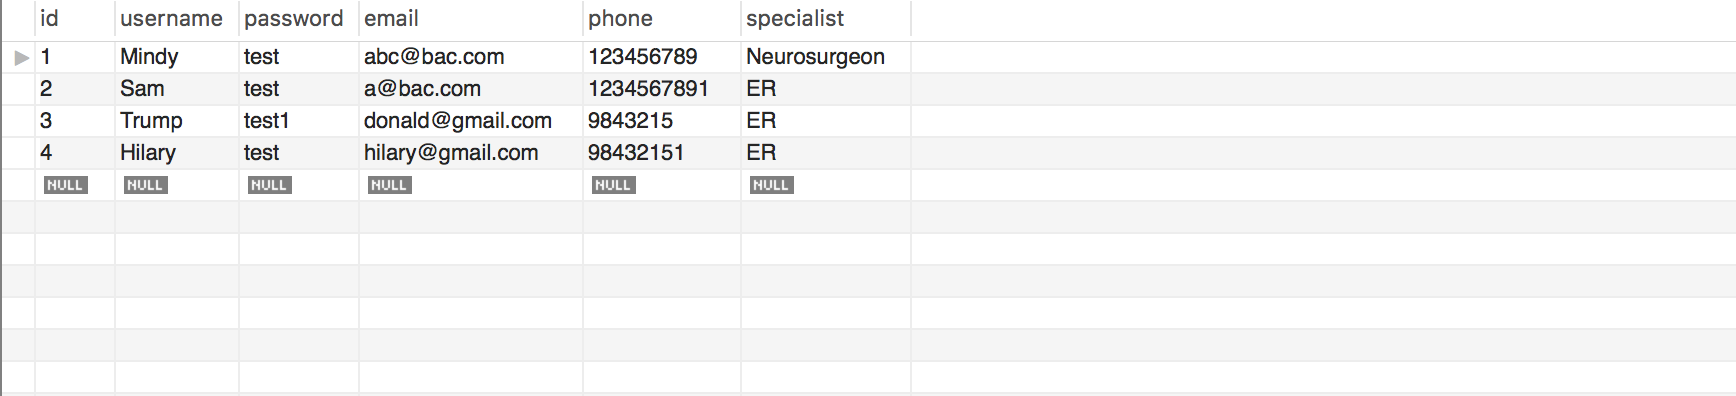 id username password email phone specialist
1 Mindy test abc@bac.com 123456789 Neurosurgeon
2 Sam test a@bac.com 1234567891 ER
3 Trump test1 donald@gmail.com 9843215 ER
4 Hilary test hilary@gmail.com 98432151 ER
NULL NULL NULL NULL NULL NULL